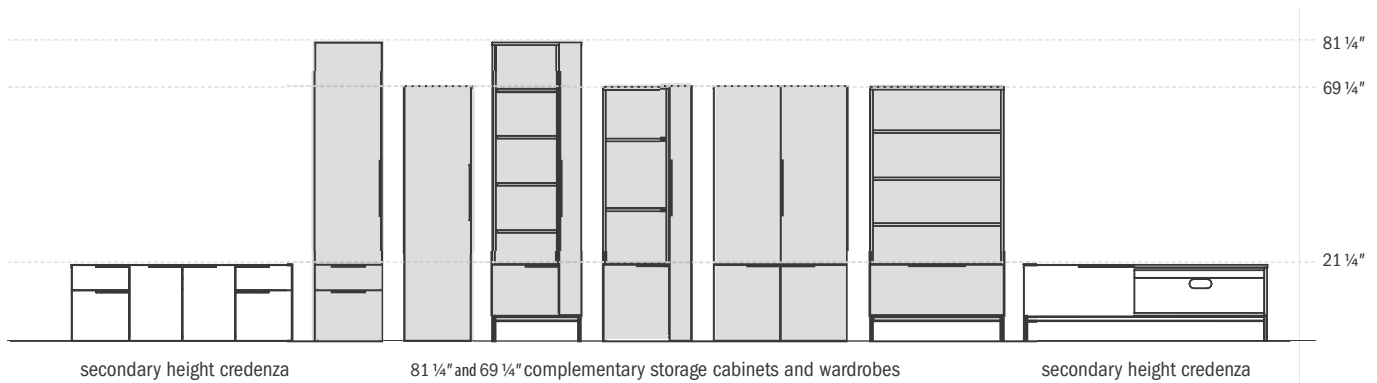 81 ¼"
69 ¼"
21 ¼"
secondary height credenza
81 ¼" and 69 ¼" complementary storage cabinets and wardrobes
secondary height credenza